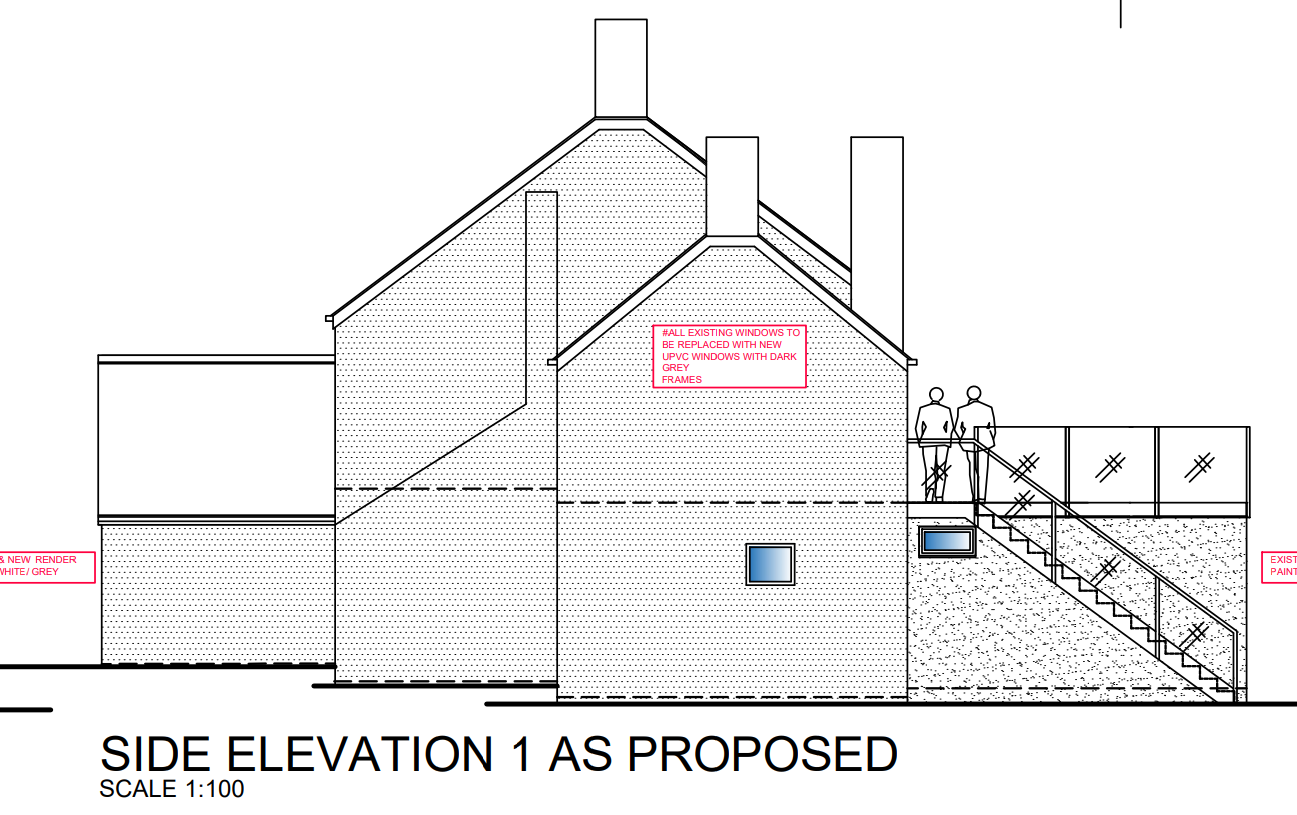 #ALL EXISTING WINDOWS TO
BE REPLACED WITH NEW
UPVC WINDOWS WITH DARK
GREY
FRAMES
& NEW RENDER
WHITE/ GREY
EXIST
PAINT
SIDE ELEVATION 1 AS PROPOSED
SCALE 1:100